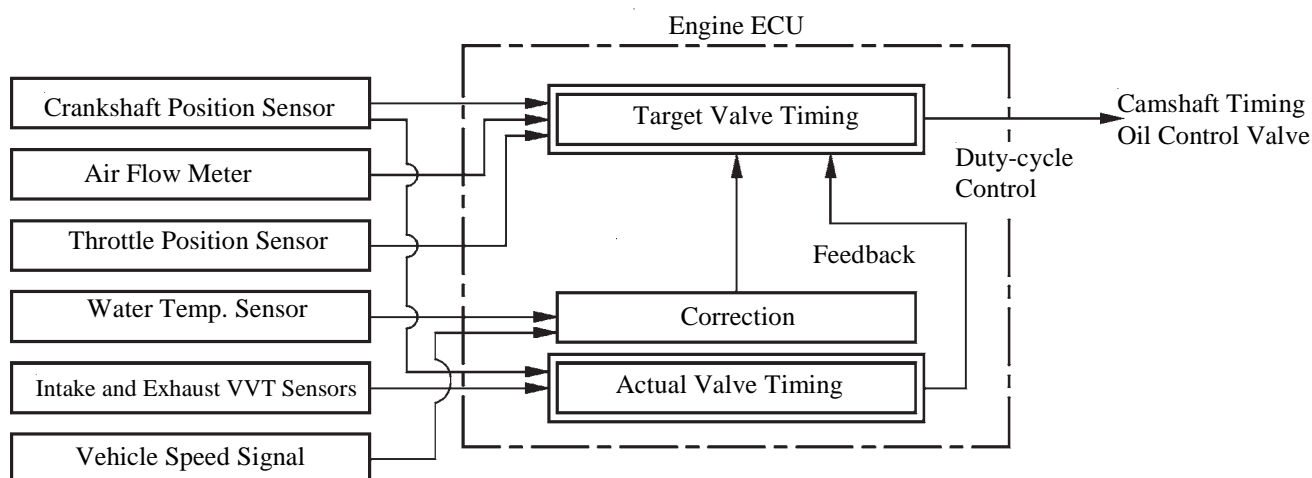 Engine ECU
Crankshaft Position Sensor
Air Flow Meter
Throttle Position Sensor
Water Temp. Sensor
Intake and Exhaust VVT Sensors
Vehicle Speed Signal
Target Valve Timing
Feedback
Correction
Actual Valve Timing
Camshaft Timing
Oil Control Valve
Duty-cycle
Control